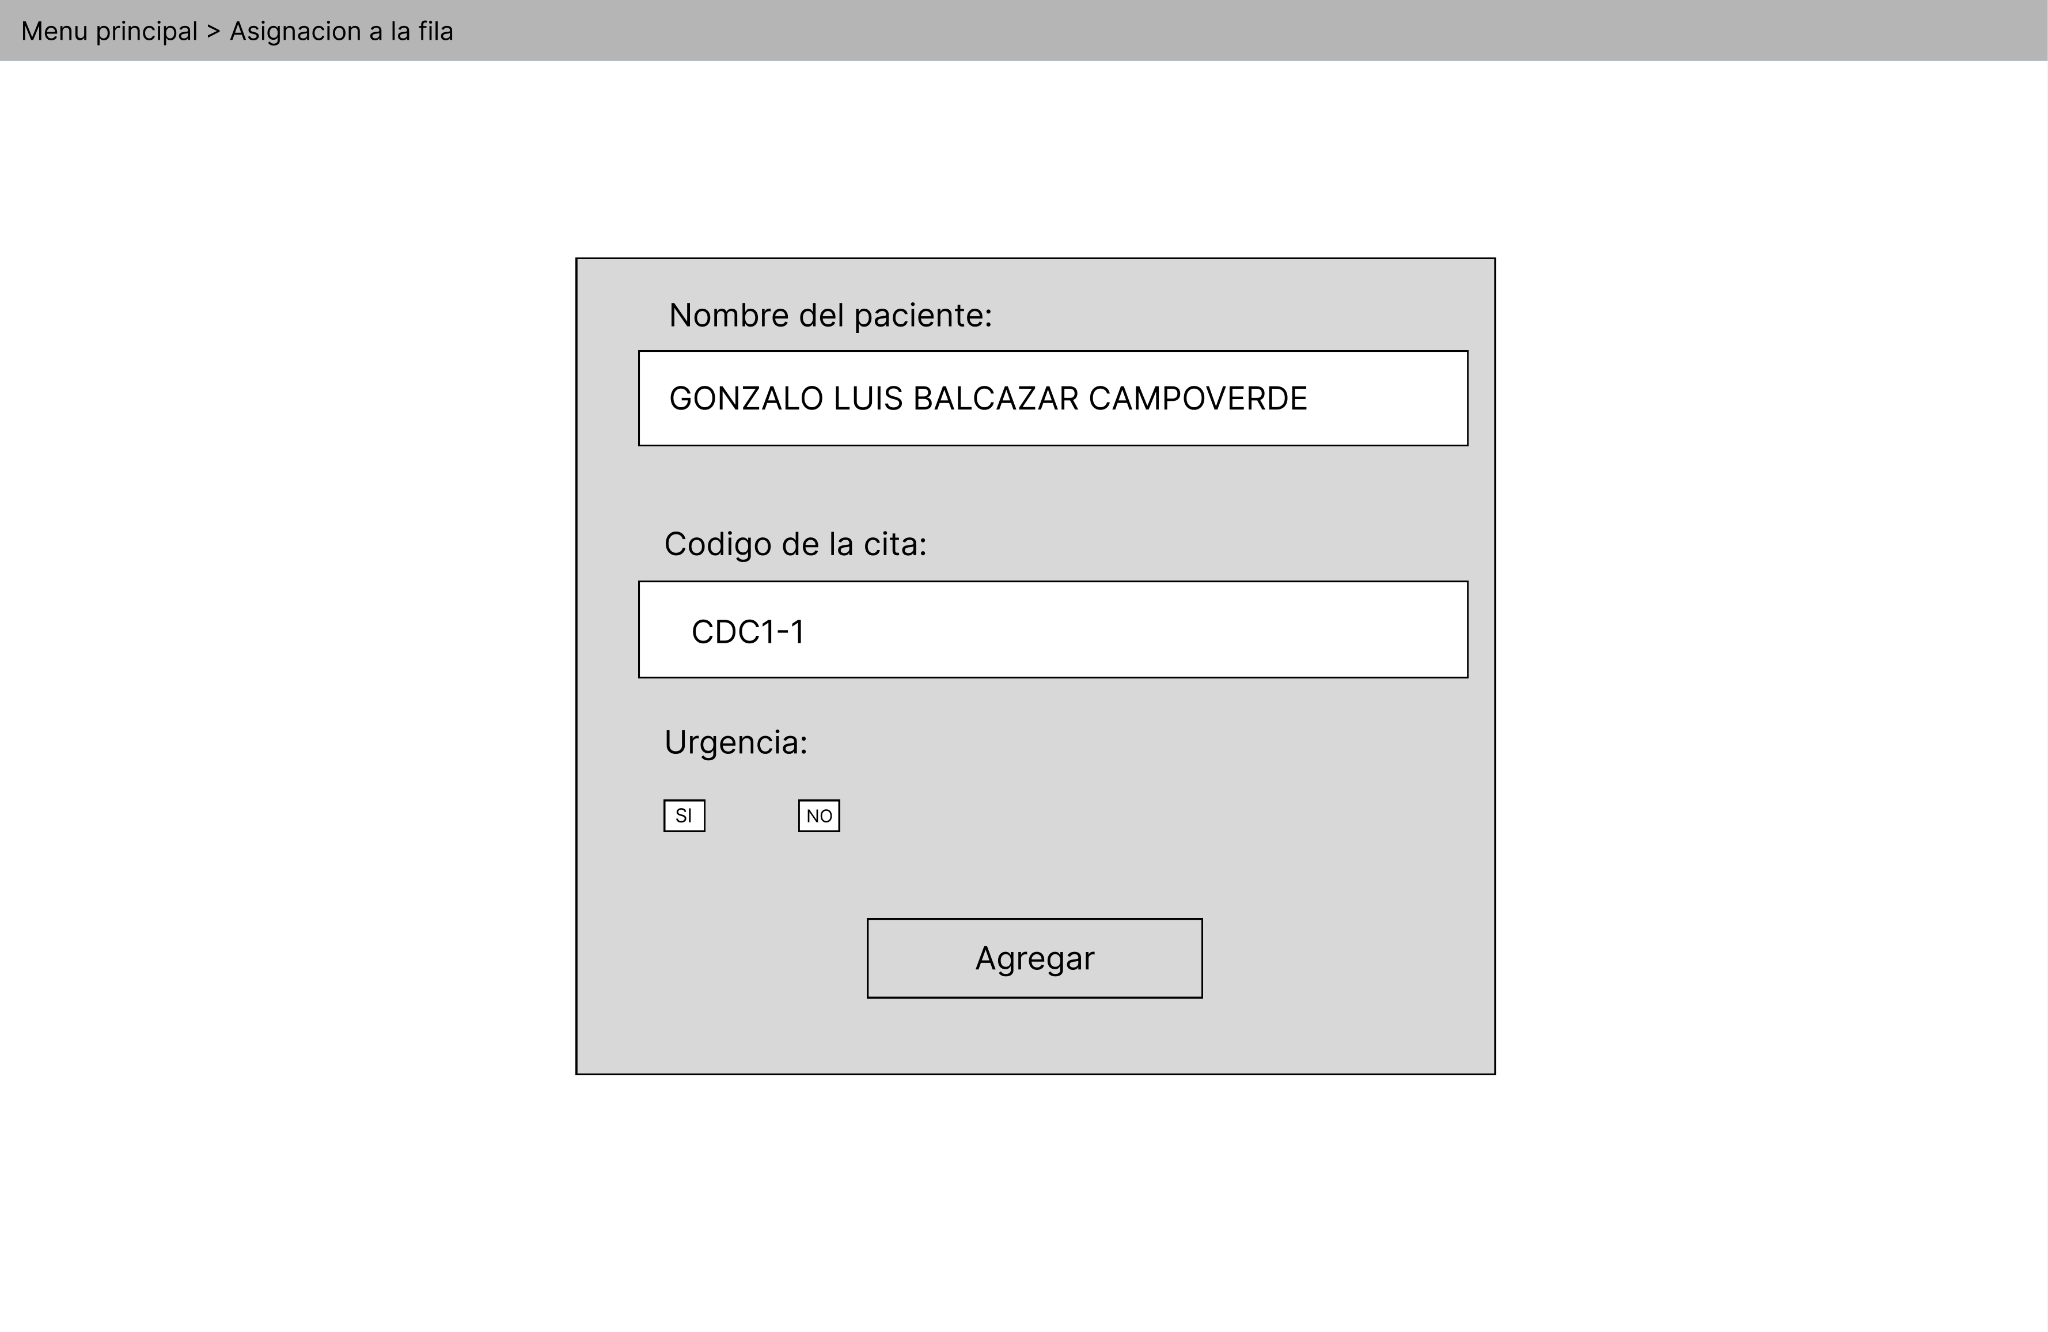 Menu principal > Asignacion a la fila
Nombre del paciente:
GONZALO LUIS BALCAZAR CAMPOVERDE
Codigo de la cita:
CDC1-1
Urgencia:
SI NO
Agregar